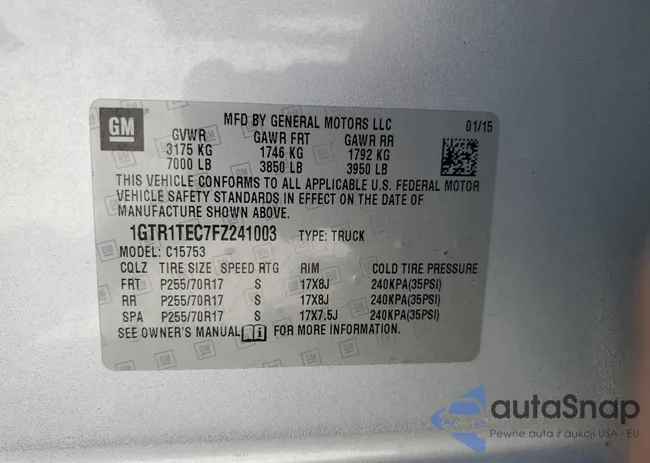 GM
MFD BY GENERAL MOTORS LLC 01/15
GVWR GAWR FRT GAWR RR
3175 KG 1746 KG 1792 KG
7000 LB 3850 LB 3950 LB
THIS VEHICLE CONFORMS TO ALL APPLICABLE U.S. FEDERAL MOTOR
VEHICLE SAFETY STANDARDS IN EFFECT ON THE DATE OF
MANUFACTURE SHOWN ABOVE.
1GTR1TEC7FZ241003 TYPE: TRUCK
MODEL: C15753
CQLZ TIRE SIZE SPEED RTG RIM COLD TIRE PRESSURE
FRT P255/70R17 S 17X8J 240KPA(35PSI)
RR P255/70R17 S 17X8J 240KPA(35PSI)
SPA P255/70R17 S 17X7.5J 240KPA(35PSI)
SEE OWNER'S MANUAL FOR MORE INFORMATION.
autaSnap
Pewne auta z aukcji USA - EU